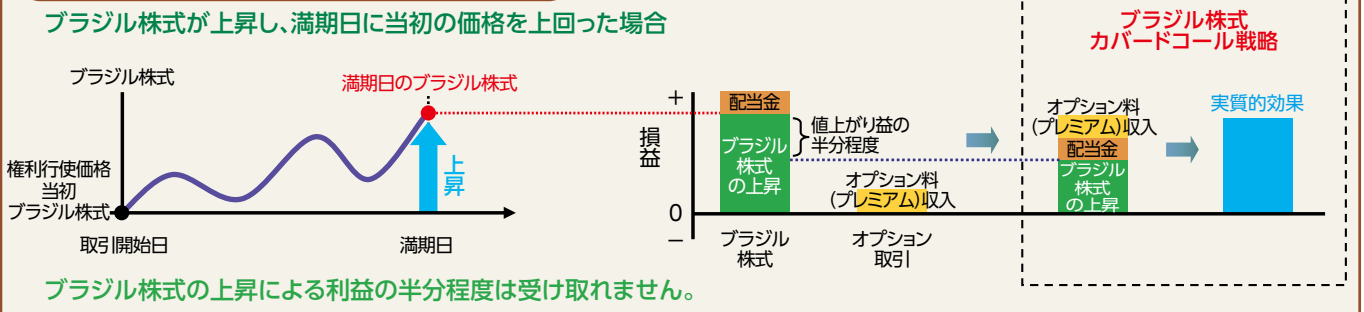 ブラジル株式が上昇し、満期日に当初の価格を上回った場合
ブラジル株式
満期日のブラジル株式
権利行使価格
当初
ブラジル株式
上昇
取引開始日
満期日
損益
+
0
−
配当金
ブラジル
株式
の上昇
値上がり益の
半分程度
オプション料
(プレミアム)収入
ブラジル
株式
オプション
取引
ブラジル株式
カバードコール戦略
オプション料
(プレミアム)収入
配当金
ブラジル
株式
の上昇
実質的効果
ブラジル株式の上昇による利益の半分程度は受け取れません。